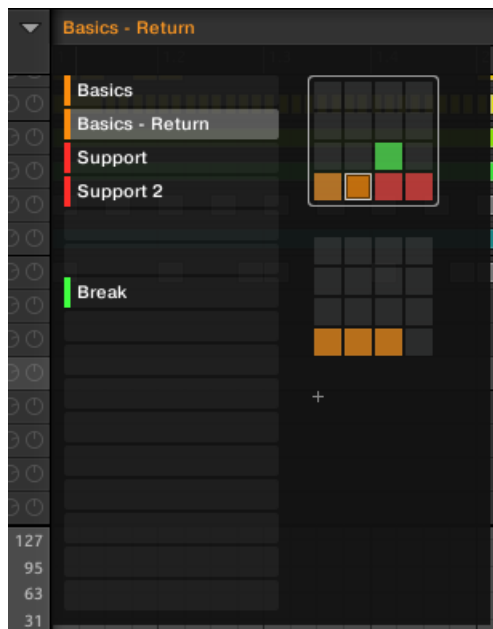 Basics - Return
Basics
Basics - Return
Support
Support 2
Break
+
127
95
63
31